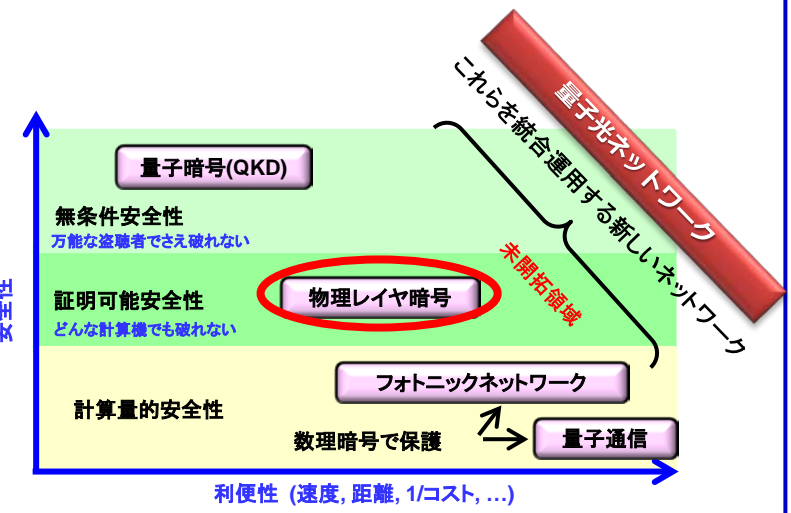 量子光ネットワーク
これらを統合運用する新しいネットワーク
量子暗号(QKD)
無条件安全性
万能な盗聴者でさえ破れない
未開拓領域
証明可能安全性
どんな計算機でも破れない
物理レイヤ暗号
フォトニックネットワーク
計算量的安全性
数理暗号で保護
量子通信
安全性
利便性 (速度, 距離, 1/コスト, …)